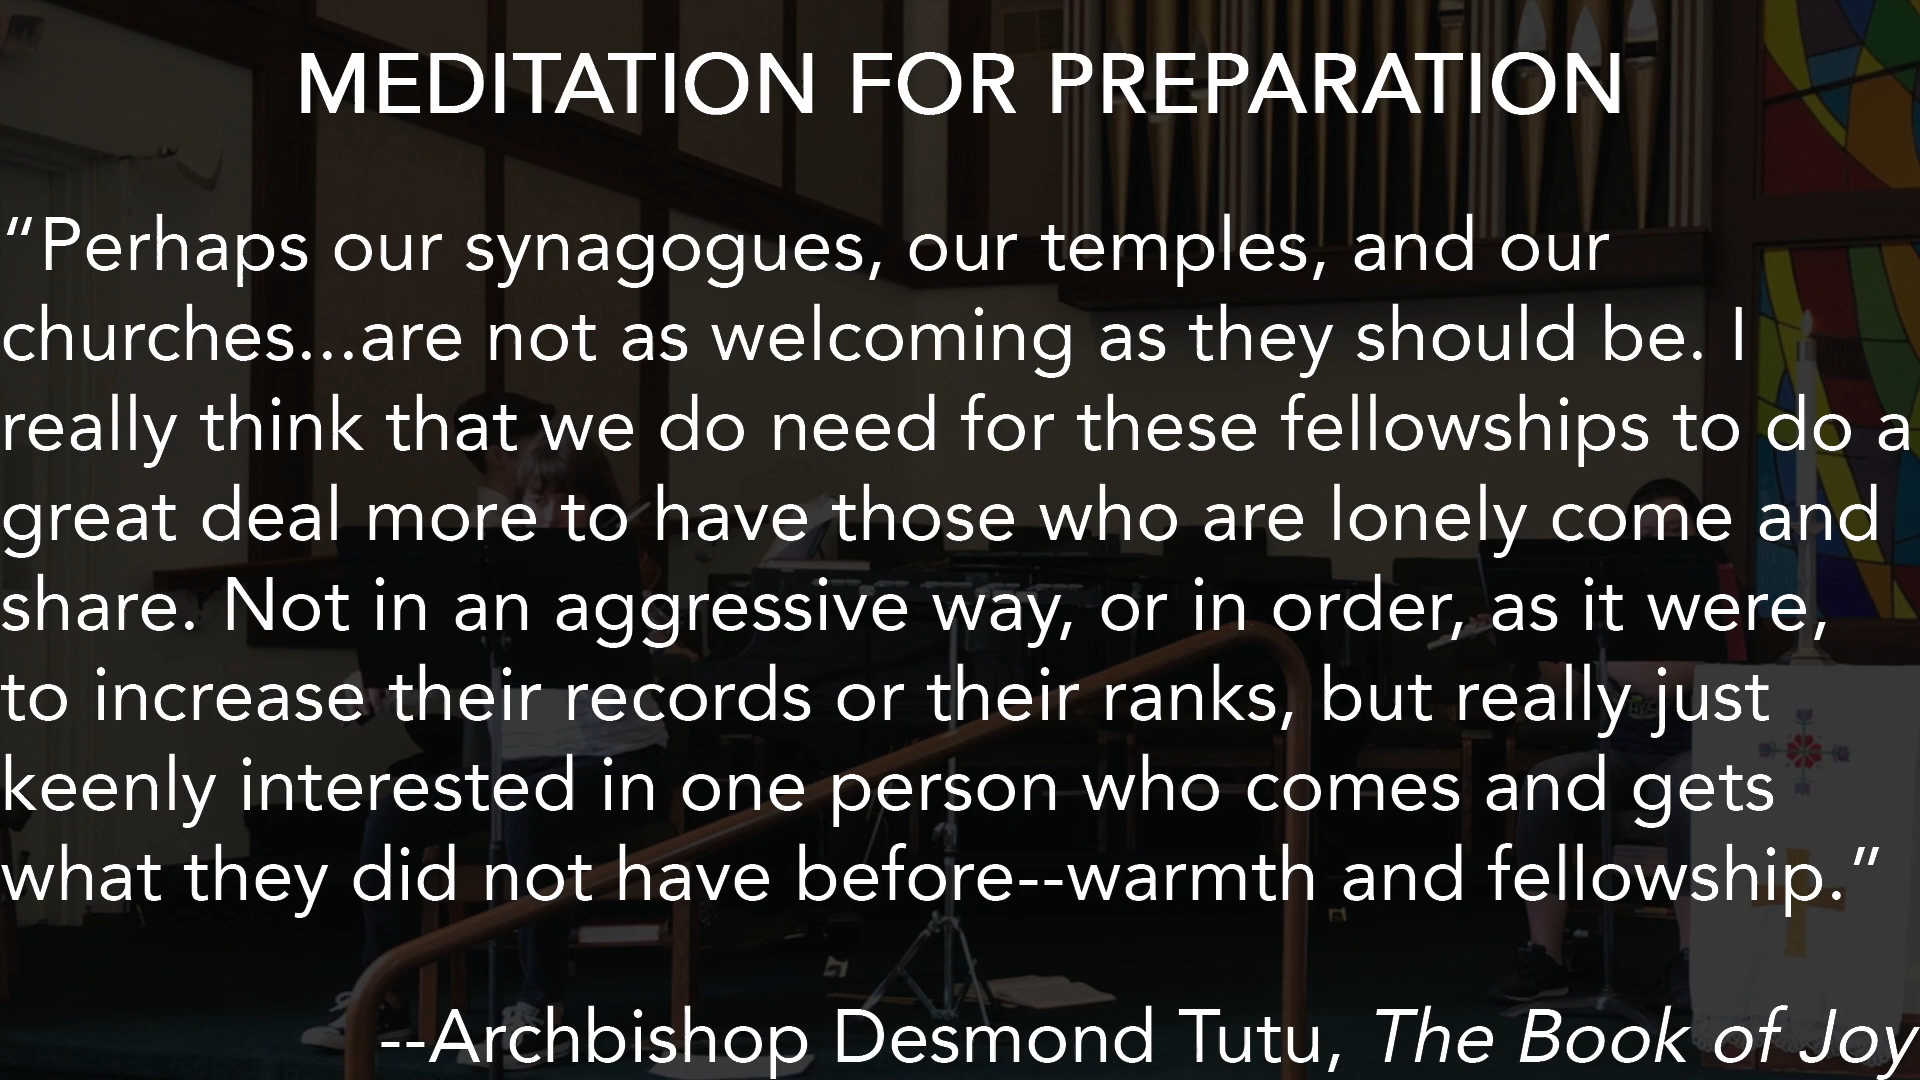 MEDITATION FOR PREPARATION
“Perhaps our synagogues, our temples, and our
churches...are not as welcoming as they should be. I
really think that we do need for these fellowships to do a
great deal more to have those who are lonely come and
share. Not in an aggressive way, or in order, as it were,
to increase their records or their ranks, but really just
keenly interested in one person who comes and gets
what they did not have before--warmth and fellowship.”
--Archbishop Desmond Tutu, The Book of Joy